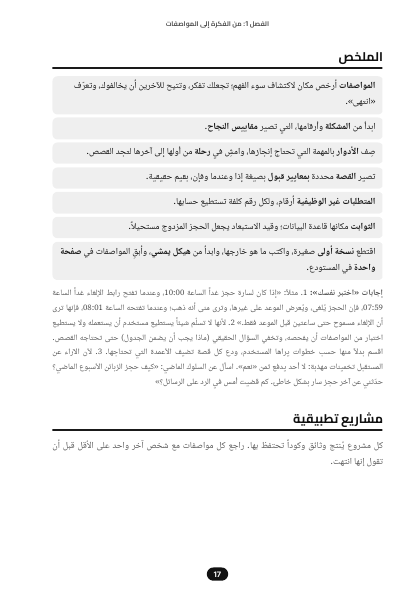 الفصل 1: من الفكرة إلى المواصفات
الملخص
المواصفات أرخص مكان لاكتشاف سوء الفهم؛ تجعلك تفكر، وتتيح للآخرين أن يخالفوك، وتعرّف
«انتهى».
ابدأ من المشكلة وأرقامها، التي تصير مقاييس النجاح.
صِف الأدوار بالمهمة التي تحتاج إنجازها، وامشِ في رحلة من أولها إلى آخرها لتجد القصص.
تصير القصة محددة بمعايير قبول بصيغة إذا وعندما وفإن، بقيم حقيقية.
المتطلبات غير الوظيفية أرقام، ولكل رقم كلفة تستطيع حسابها.
الثوابت مكانها قاعدة البيانات؛ وقيد الاستبعاد يجعل الحجز المزدوج مستحيلاً.
اقتطع نسخة أولى صغيرة، واكتب ما هو خارجها، وابدأ من هيكل يمشي، وأبقِ المواصفات في صفحة
واحدة في المستودع.
إجابات «اختبر نفسك»: 1. مثلاً: «إذا كان لسارة حجز غداً الساعة 10:00، وعندما تفتح رابط الإلغاء غداً الساعة
07:59، فإن الحجز يُلغى، ويُعرض الموعد على غيرها، وترى متى أنه ذهب؛ وعندما تفتحه الساعة 08:01، فإنها ترى
أن الإلغاء مسموح حتى ساعتين قبل الموعد فقط.» 2. لأنها لا تسلّم شيئاً يستطيع مستخدم أن يستعمله ولا يستطيع
اختبار من المواصفات أن يفحصه، وتخفي السؤال الحقيقي (ماذا يجب أن يضمن الجدول) حتى تحتاجه القصص.
اقسم بدلاً منها حسب خطوات يراها المستخدم، ودع كل قصة تضيف الأعمدة التي تحتاجها. 3. لأن الآراء عن
المستقبل تخمينات مهذبة؛ لا أحد يدفع ثمن «نعم». اسأل عن السلوك الماضي: «كيف حجز الزبائن الأسبوع الماضي؟
حدثني عن آخر حجز سار بشكل خاطئ. كم قضيت أمس في الرد على الرسائل؟»
مشاريع تطبيقية
كل مشروع يُنتج وثائق وكوداً تحتفظ بها. راجع كل مواصفات مع شخص آخر واحد على الأقل قبل أن
تقول إنها انتهت.
17